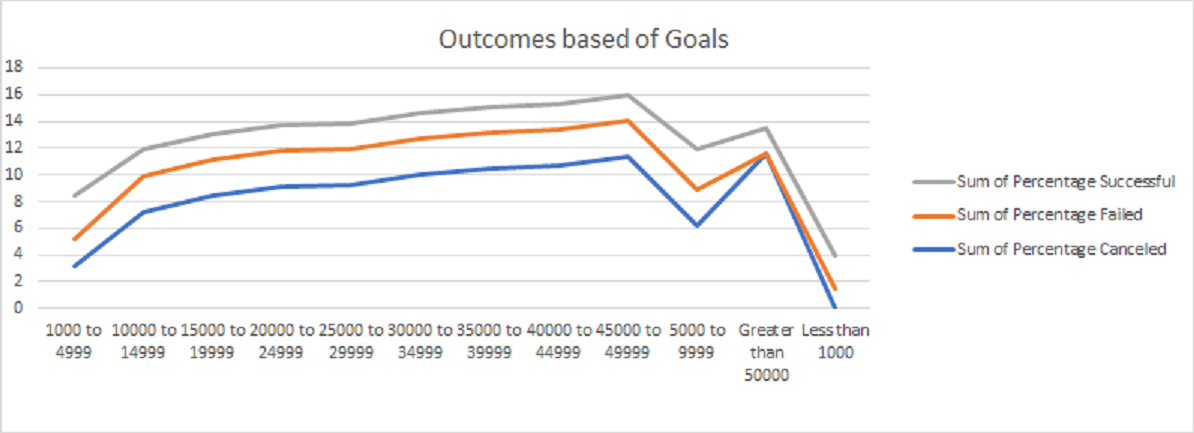 Outcomes based of Goals
18
16
14
12
10
8
6
4
2
0
1000 to 10000 to 15000 to 20000 to 25000 to 30000 to 35000 to 40000 to 45000 to 5000 to Greater Less than
4999 14999 19999 24999 29999 34999 39999 44999 49999 9999 than 1000
50000
Sum of Percentage Successful
Sum of Percentage Failed
Sum of Percentage Canceled